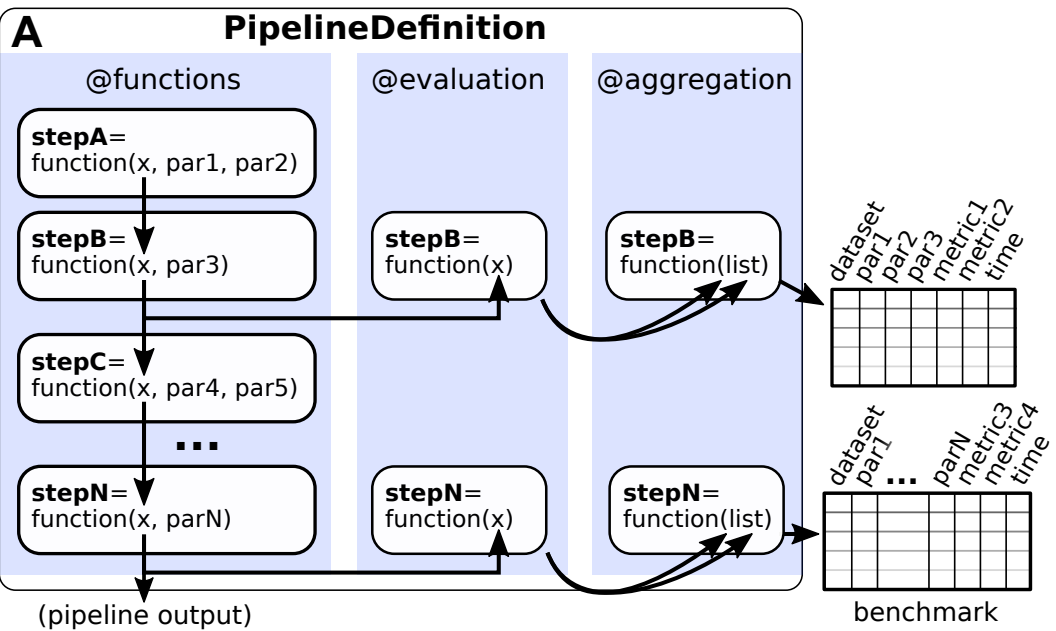 A
PipelineDefinition
@functions
@evaluation
@aggregation
stepA=
function(x, par1, par2)
stepB=
function(x, par3)
stepB=
function(x)
stepB=
function(list)
dataset
par1
par2
par3
metric1
metric2
time
stepC=
function(x, par4, par5)
...
stepN=
function(x, parN)
stepN=
function(x)
stepN=
function(list)
dataset
par1
...
parN
metric3
metric4
time
(pipeline output)
benchmark